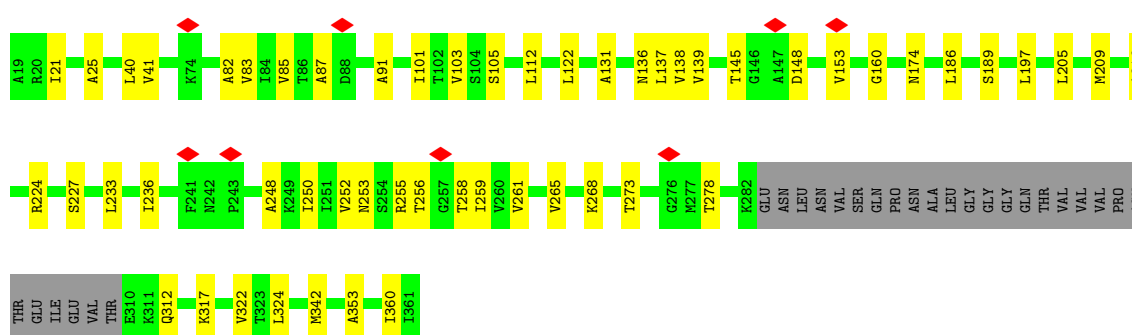 A19 R20 I21 A25 L40 V41 K74 A82 V83 I84 V85 T86 A87 D88 A91 I101 T102 V103 S104 S105 L112 L122 A131 N136 L137 V138 V139 T145 G146 A147 D148 V153 G160 N174 L186 S189 L197 L205 M209
R224 S227 L233 I236 F241 N242 P243 A248 K249 I250 I251 V252 N253 S254 R255 T256 G257 T258 I259 V260 V261 V265 K268 T273 G276 M277 T278 K282 GLU ASN LEU ASN VAL SER GLN PRO ASN ALA LEU GLY GLY GLY GLN THR VAL VAL VAL PRO
THR GLU ILE GLU VAL THR E310 K311 Q312 K317 V322 T323 L324 M342 A353 I360 I361